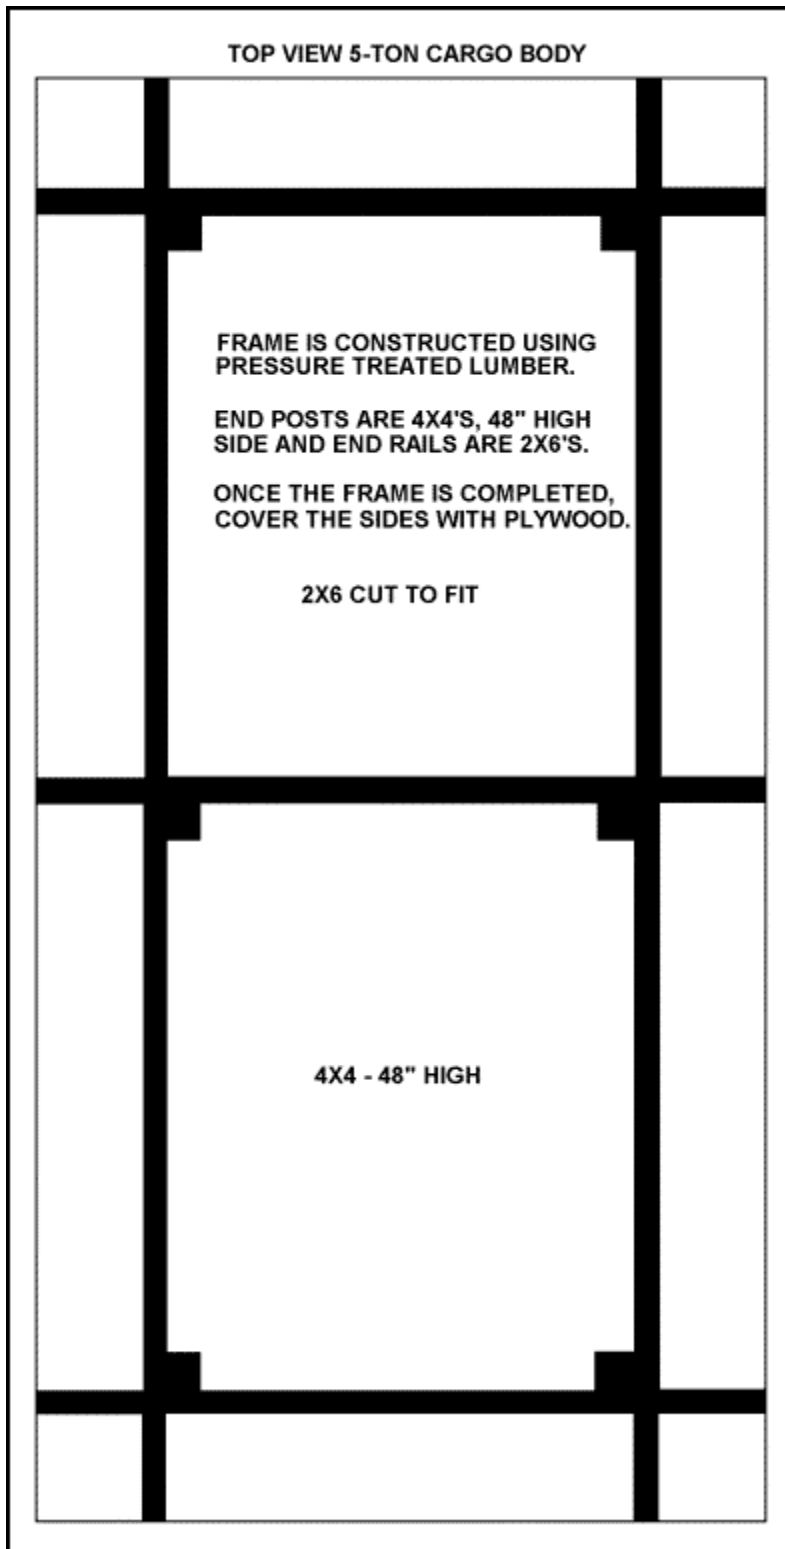 TOP VIEW 5-TON CARGO BODY
FRAME IS CONSTRUCTED USING
PRESSURE TREATED LUMBER.
END POSTS ARE 4X4'S, 48" HIGH
SIDE AND END RAILS ARE 2X6'S.
ONCE THE FRAME IS COMPLETED,
COVER THE SIDES WITH PLYWOOD.
2X6 CUT TO FIT
4X4 - 48" HIGH